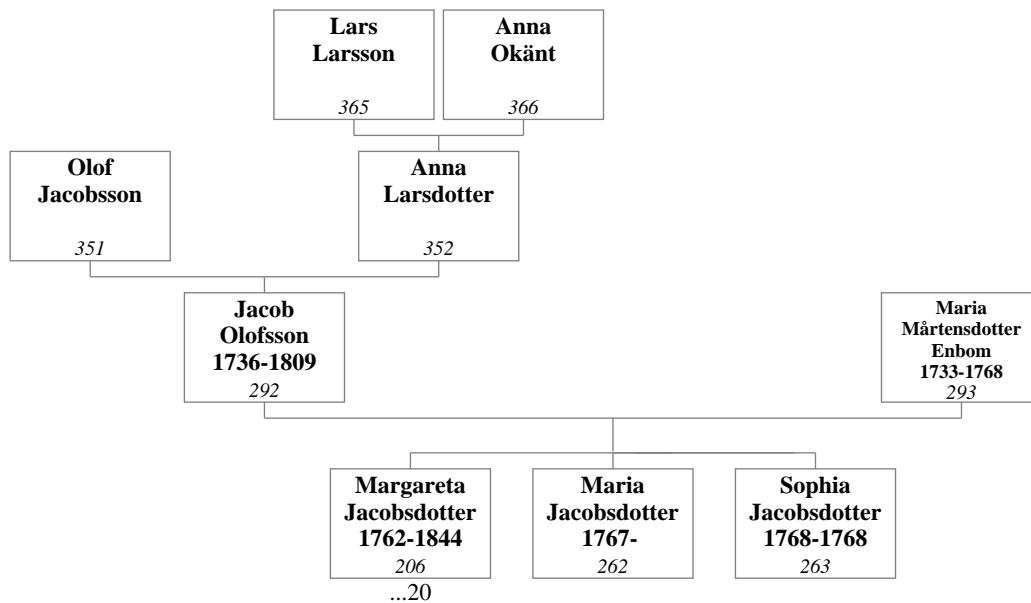 Lars
Larsson
365
Anna
Okänt
366
Olof
Jacobsson
351
Anna
Larsdotter
352
Jacob
Olofsson
1736-1809
292
Maria
Mårtensdotter
Enbom
1733-1768
293
Margareta
Jacobsdotter
1762-1844
206
...20
Maria
Jacobsdotter
1767-
262
Sophia
Jacobsdotter
1768-1768
263